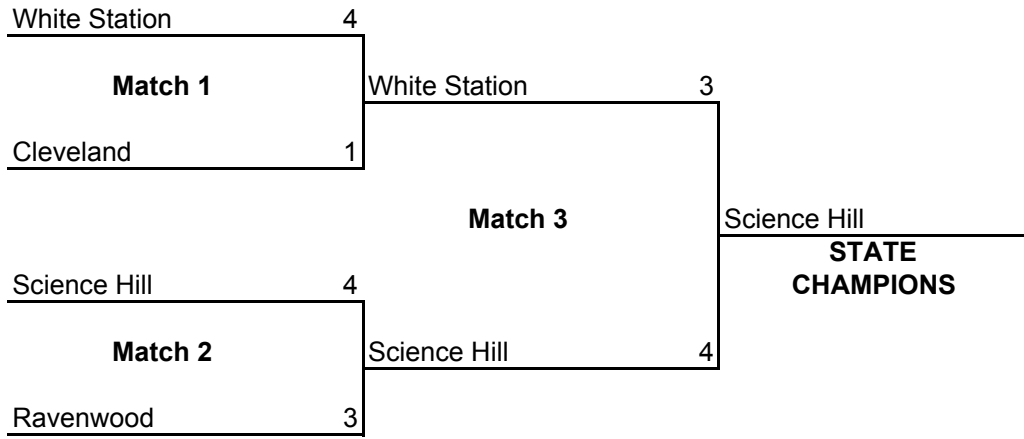 White Station 4
Match 1
White Station 3
Cleveland 1
Match 3
Science Hill
STATE
CHAMPIONS
Science Hill 4
Match 2
Science Hill 4
Ravenwood 3